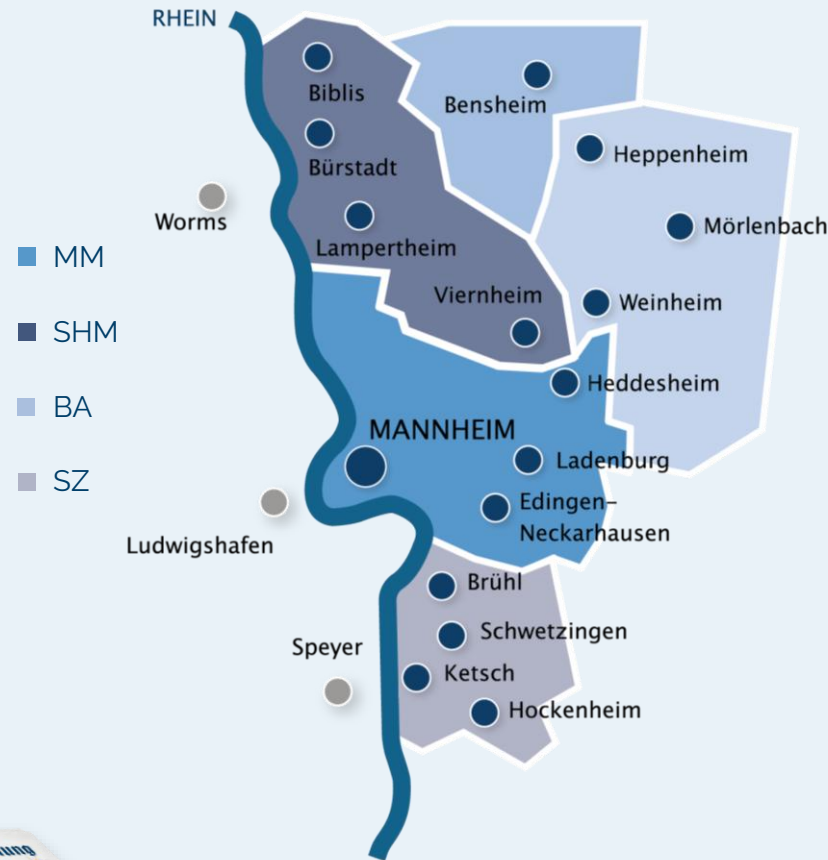 RHEIN
Biblis
Bensheim
Bürstadt
Heppenheim
Worms
Lampertheim
Mörlenbach
MM
Viernheim
Weinheim
SHM
Heddesheim
BA
MANNHEIM
Ladenburg
SZ
Edingen-
Neckarhausen
Ludwigshafen
Brühl
Schwetzingen
Speyer
Ketsch
Hockenheim